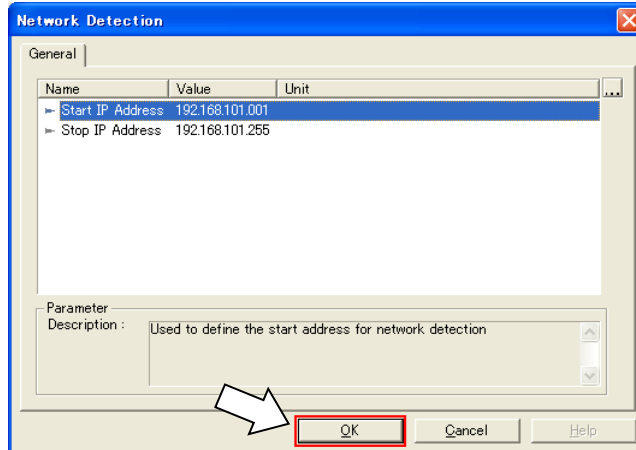 Network Detection
General
Name Value Unit
Start IP Address 192.168.101.001
Stop IP Address 192.168.101.255
...
Parameter
Description : Used to define the start address for network detection
OK Cancel Help